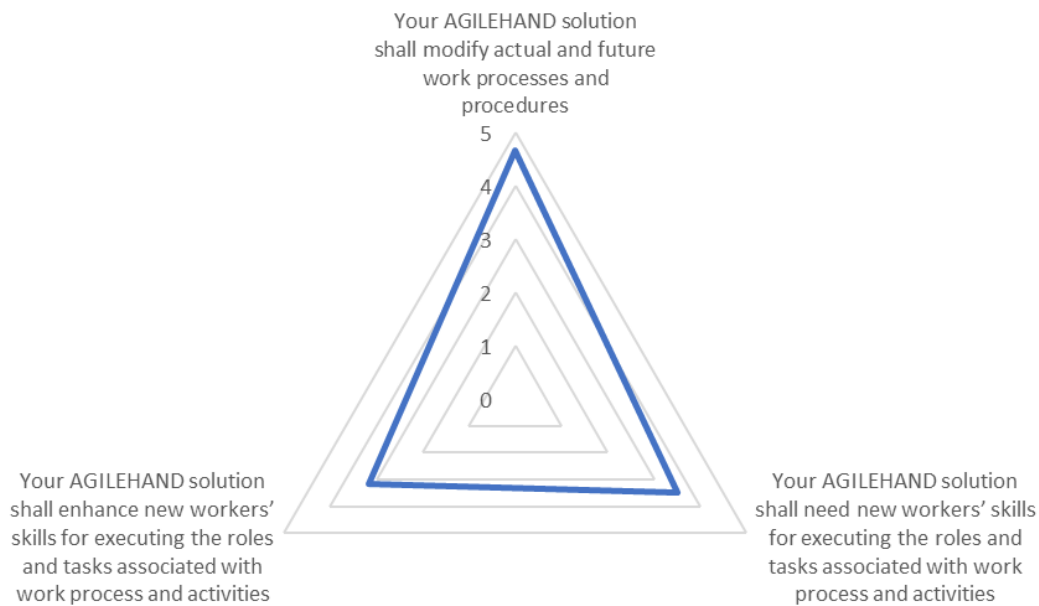 Your AGILEHAND solution
shall modify actual and future
work processes and
procedures
5
4
3
2
1
0
Your AGILEHAND solution
shall enhance new workers’
skills for executing the roles
and tasks associated with
work process and activities
Your AGILEHAND solution
shall need new workers’ skills
for executing the roles and
tasks associated with work
process and activities